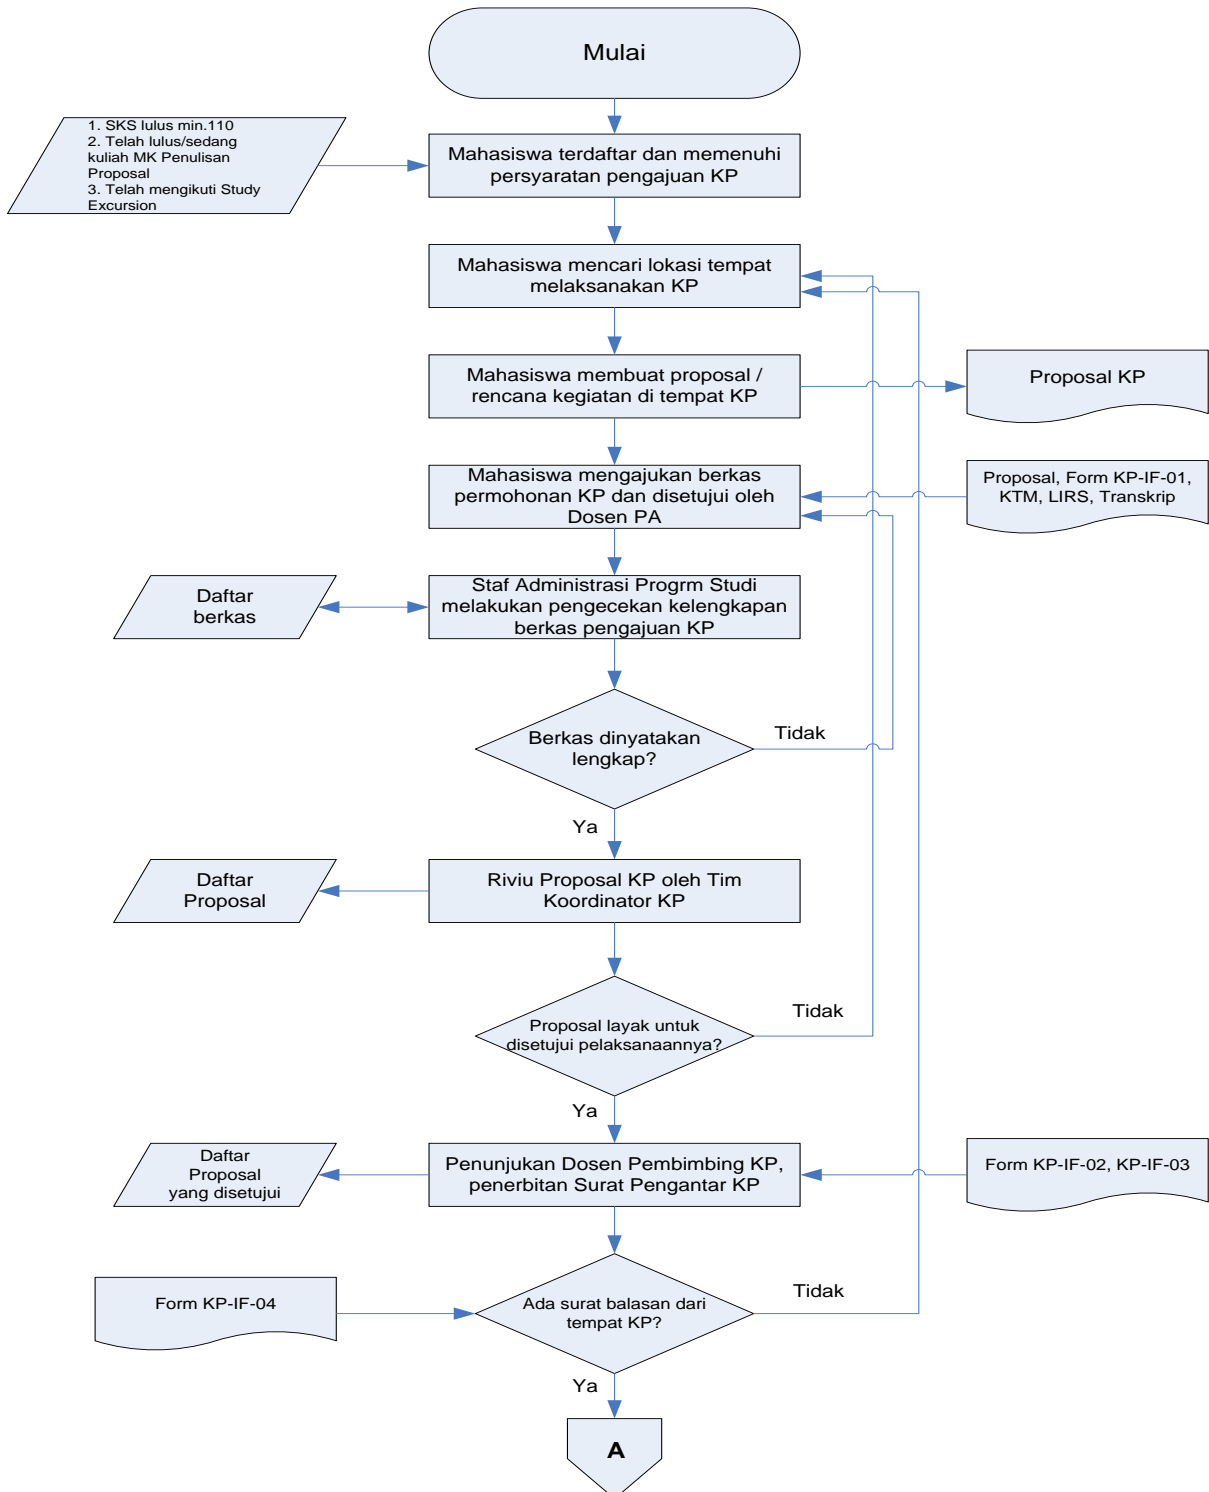 Mulai
1. SKS lulus min.110
2. Telah lulus/sedang
kuliah MK Penulisan
Proposal
3. Telah mengikuti Study
Excursion
Mahasiswa terdaftar dan memenuhi
persyaratan pengajuan KP
Mahasiswa mencari lokasi tempat
melaksanakan KP
Mahasiswa membuat proposal /
rencana kegiatan di tempat KP
Proposal KP
Mahasiswa mengajukan berkas
permohonan KP dan disetujui oleh
Dosen PA
Proposal, Form KP-IF-01,
KTM, LIRS, Transkrip
Daftar
berkas
Staf Administrasi Progrm Studi
melakukan pengecekan kelengkapan
berkas pengajuan KP
Berkas dinyatakan
lengkap?
Tidak
Ya
Daftar
Proposal
Riviu Proposal KP oleh Tim
Koordinator KP
Proposal layak untuk
disetujui pelaksanaannya?
Tidak
Ya
Daftar
Proposal
yang disetujui
Penunjukan Dosen Pembimbing KP,
penerbitan Surat Pengantar KP
Form KP-IF-02, KP-IF-03
Form KP-IF-04
Ada surat balasan dari
tempat KP?
Tidak
Ya
A